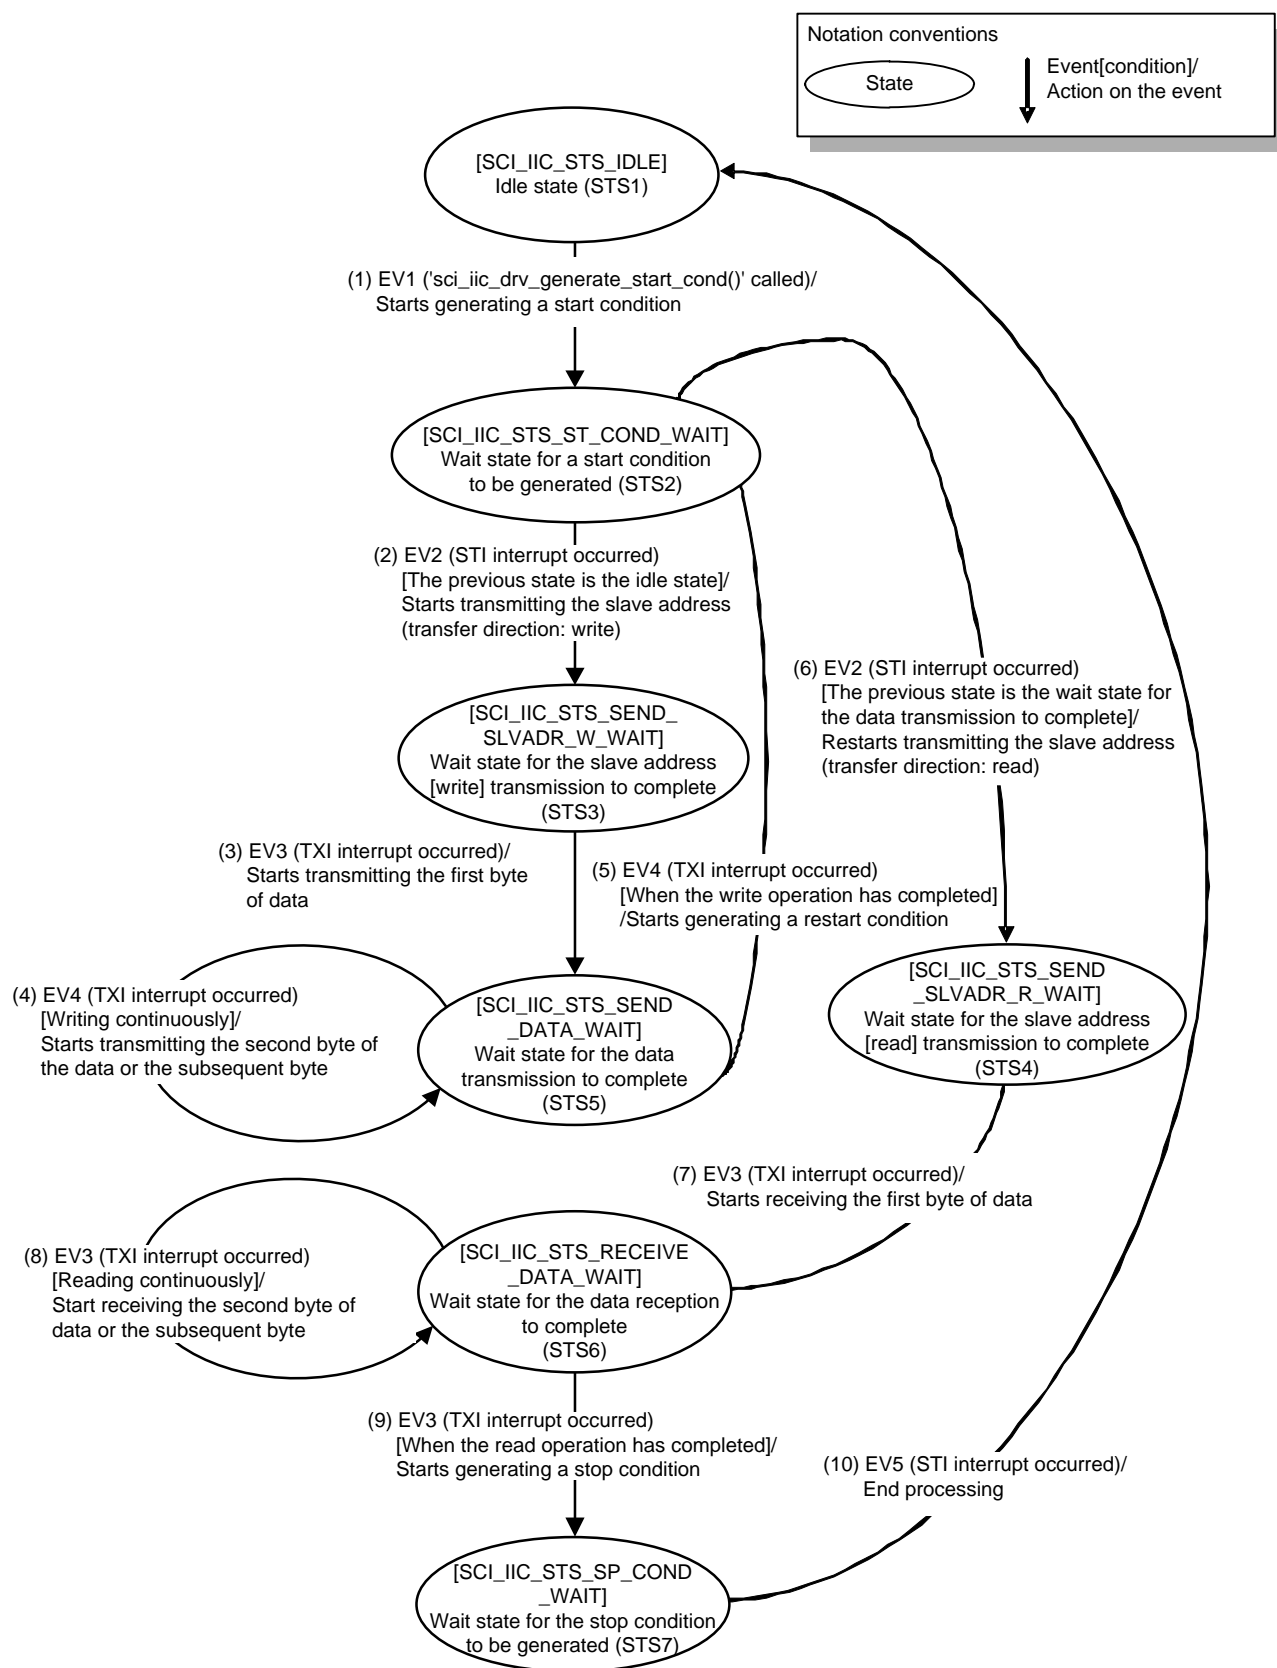 Notation conventions
State
Event[condition]/
Action on the event
[SCI_IIC_STS_IDLE]
Idle state (STS1)
(1) EV1 ('sci_iic_drv_generate_start_cond()' called)/
Starts generating a start condition
[SCI_IIC_STS_ST_COND_WAIT]
Wait state for a start condition
to be generated (STS2)
(2) EV2 (STI interrupt occurred)
[The previous state is the idle state]/
Starts transmitting the slave address
(transfer direction: write)
(6) EV2 (STI interrupt occurred)
[The previous state is the wait state for
the data transmission to complete]/
Restarts transmitting the slave address
(transfer direction: read)
[SCI_IIC_STS_SEND_
SLVADR_W_WAIT]
Wait state for the slave address
[write] transmission to complete
(STS3)
(3) EV3 (TXI interrupt occurred)/
Starts transmitting the first byte
of data
(5) EV4 (TXI interrupt occurred)
[When the write operation has completed]
/Starts generating a restart condition
(4) EV4 (TXI interrupt occurred)
[Writing continuously]/
Starts transmitting the second byte of
the data or the subsequent byte
[SCI_IIC_STS_SEND
_DATA_WAIT]
Wait state for the data
transmission to complete
(STS5)
[SCI_IIC_STS_SEND
_SLVADR_R_WAIT]
Wait state for the slave address
[read] transmission to complete
(STS4)
(7) EV3 (TXI interrupt occurred)/
Starts receiving the first byte of data
(8) EV3 (TXI interrupt occurred)
[Reading continuously]/
Start receiving the second byte of
data or the subsequent byte
[SCI_IIC_STS_RECEIVE
_DATA_WAIT]
Wait state for the data reception
to complete
(STS6)
(9) EV3 (TXI interrupt occurred)
[When the read operation has completed]/
Starts generating a stop condition
(10) EV5 (STI interrupt occurred)/
End processing
[SCI_IIC_STS_SP_COND
_WAIT]
Wait state for the stop condition
to be generated (STS7)